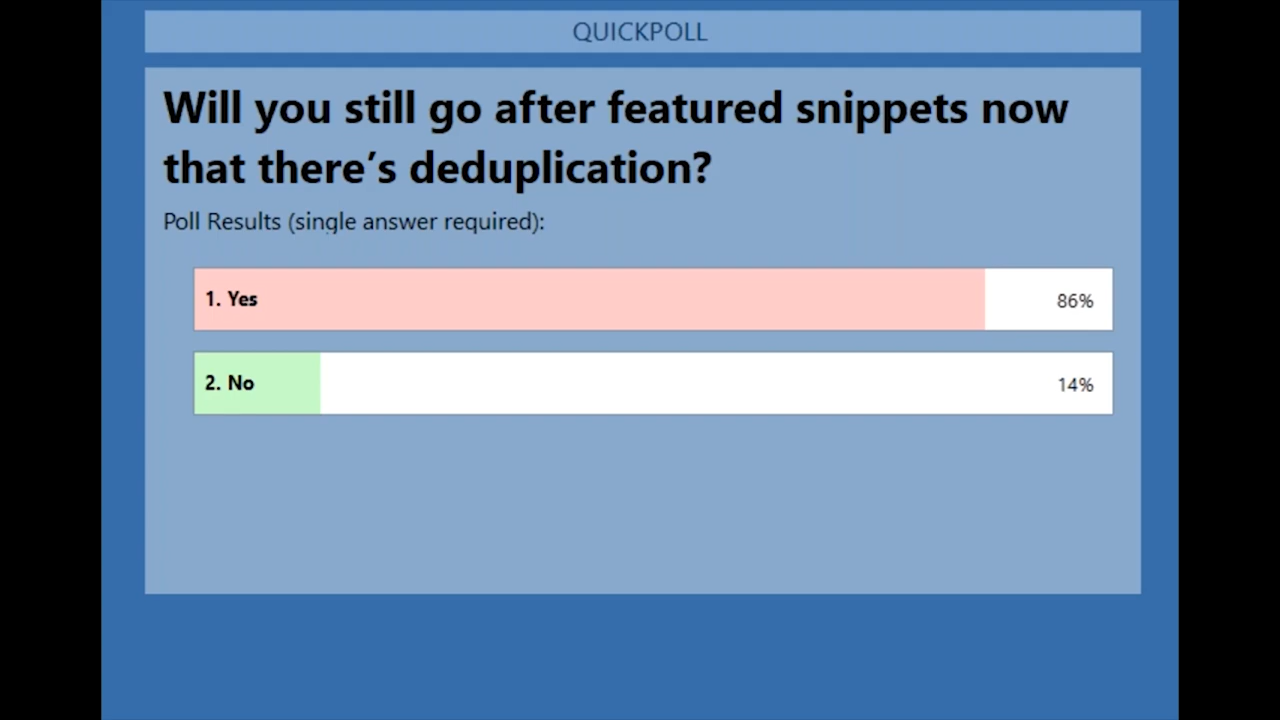 QUICKPOLL
Will you still go after featured snippets now
that there’s deduplication?
Poll Results (single answer required):
1. Yes 86%
2. No 14%